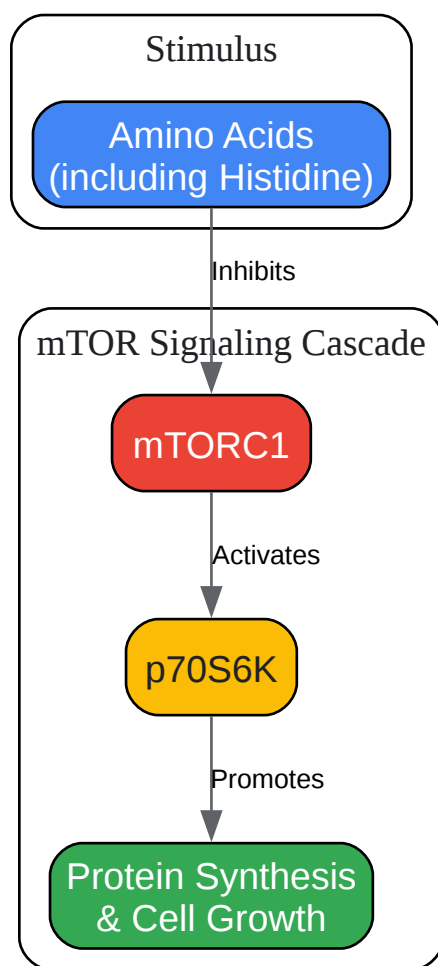 Stimulus
Amino Acids
(including Histidine)
Inhibits
mTOR Signaling Cascade
mTORC1
Activates
p70S6K
Promotes
Protein Synthesis
& Cell Growth